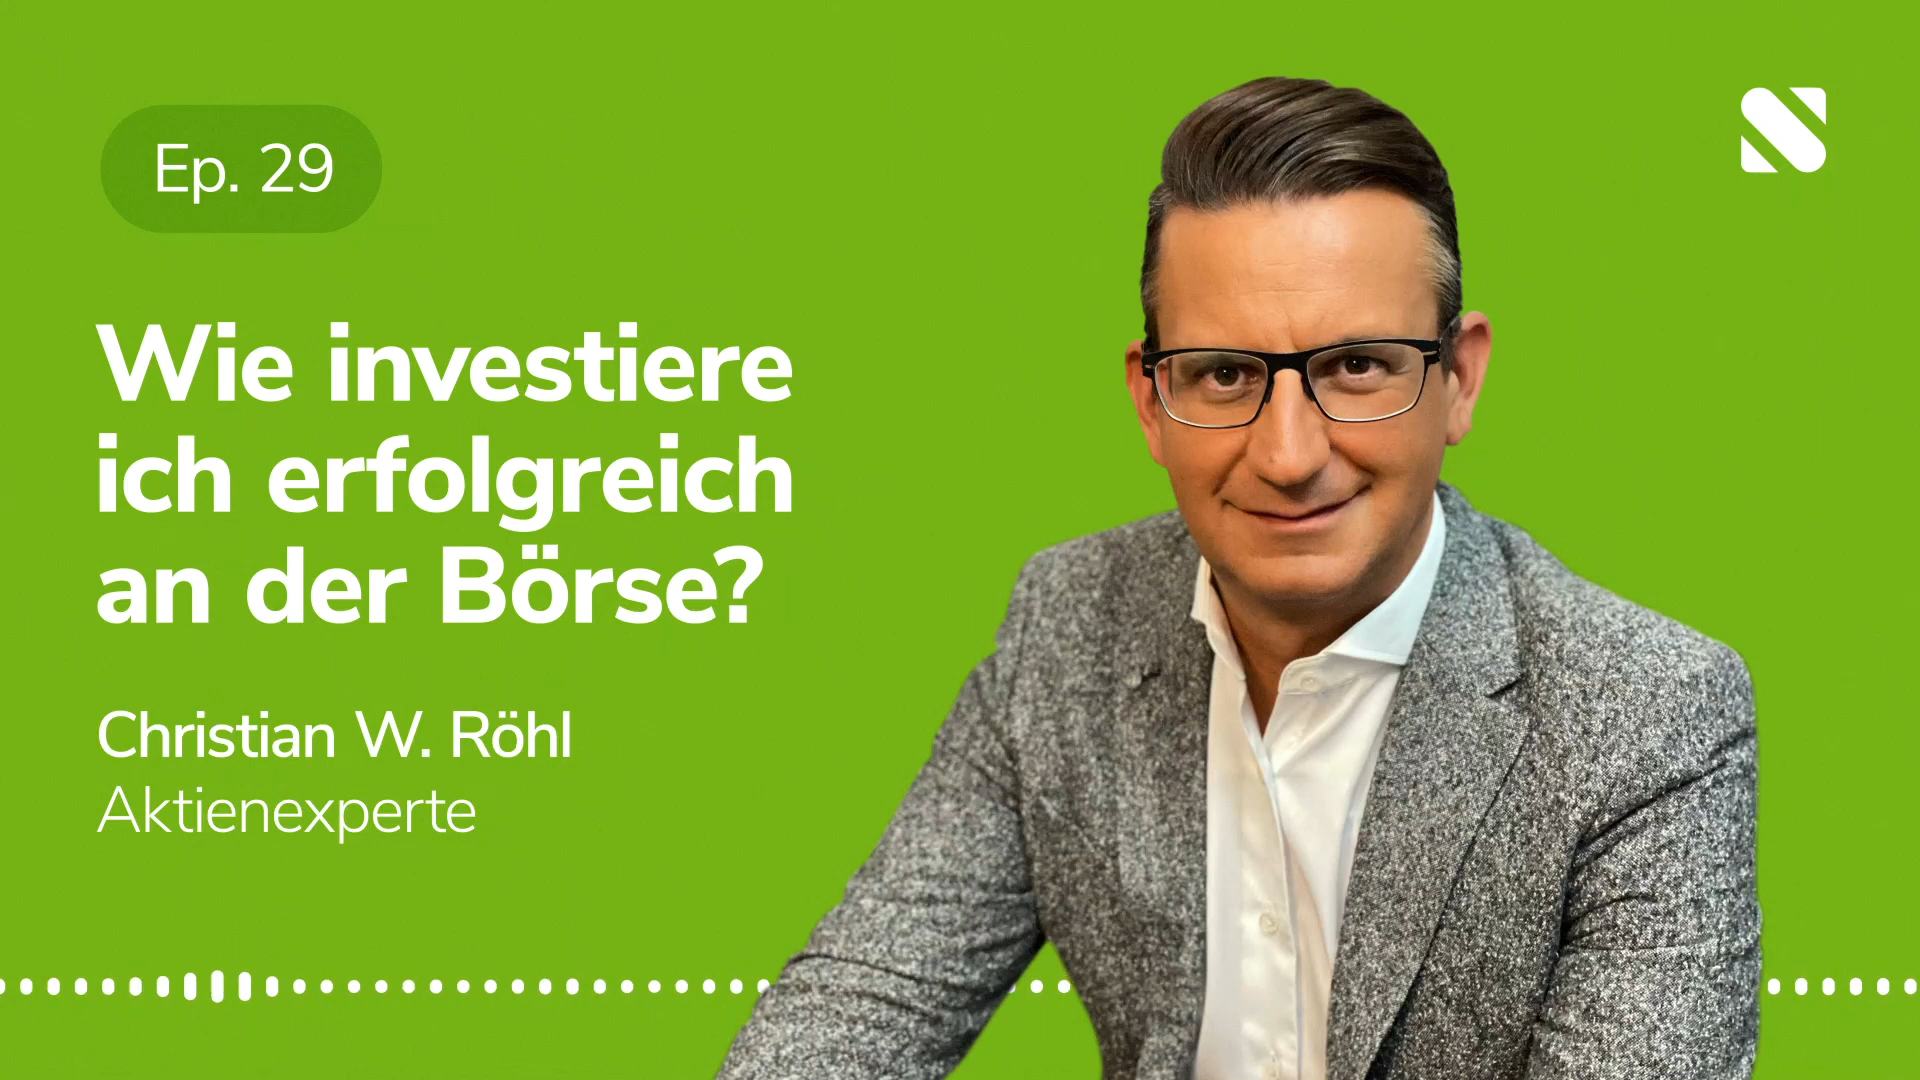 Ep. 29
Wie investiere
ich erfolgreich
an der Börse?
Christian W. Röhl
Aktienexperte